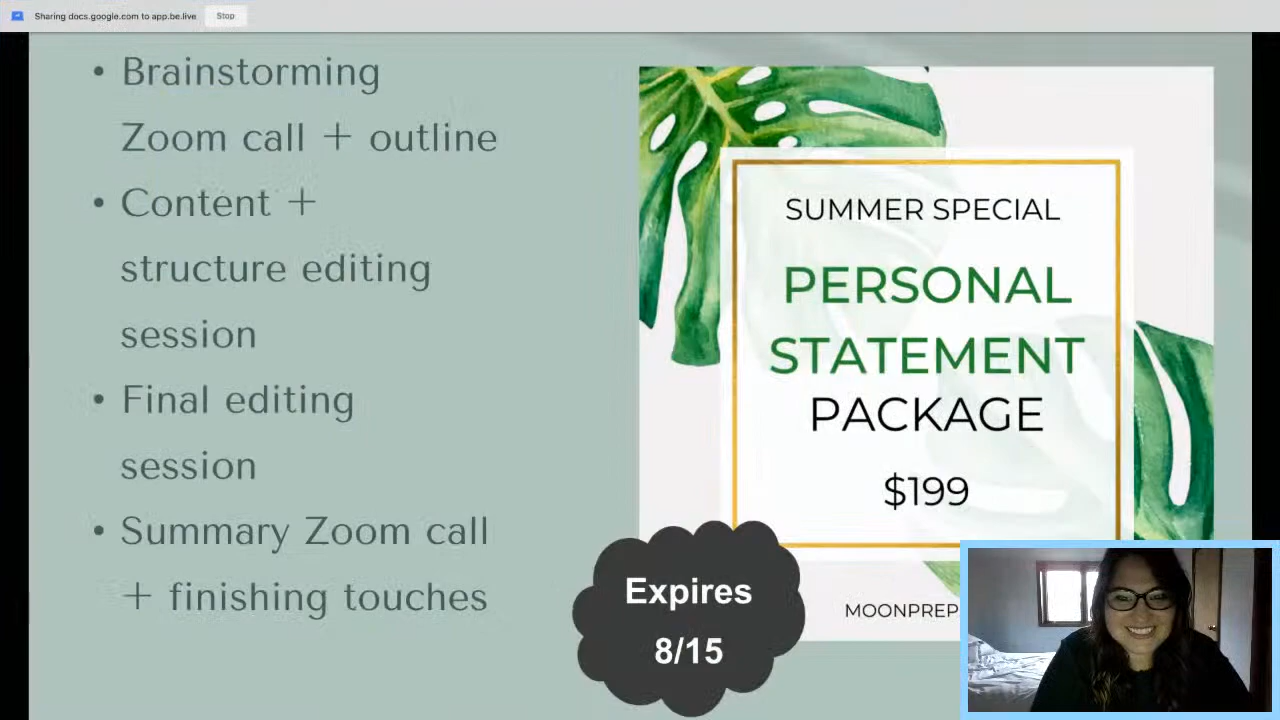 Sharing docs.google.com to app.be.live
Stop
• Brainstorming
Zoom call + outline
• Content +
structure editing
session
• Final editing
session
• Summary Zoom call
+ finishing touches
SUMMER SPECIAL
PERSONAL
STATEMENT
PACKAGE
$199
MOONPREP
Expires
8/15